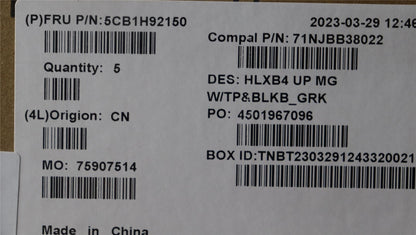 (P)FRU P/N:5CB1H92150
2023-03-29 12:46
Compal P/N: 71NJBB38022
Quantity: 5
DES: HLXB4 UP MG
W/TP&BLKB_GRK
(4L)Origion: CN
PO: 4501967096
MO: 75907514
BOX ID:TNBT2303291243320021
Made in China